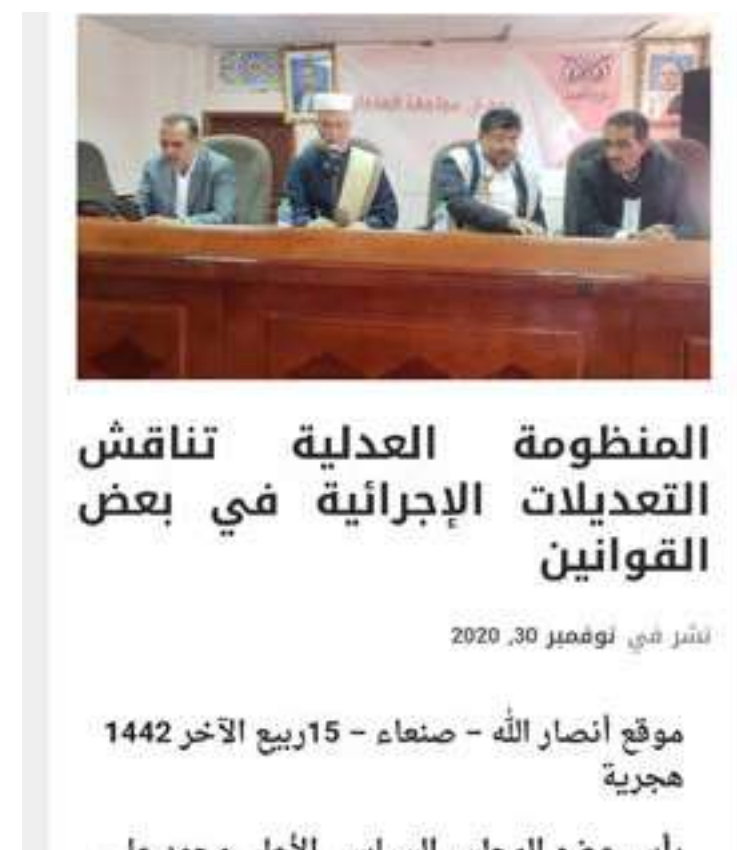 المنظومة العدلية تناقش
التعديلات الإجرائية في بعض
القوانين
نشر في نوفمبر 30, 2020
موقع أنصار الله – صنعاء – 15ربيع الآخر 1442
هجرية